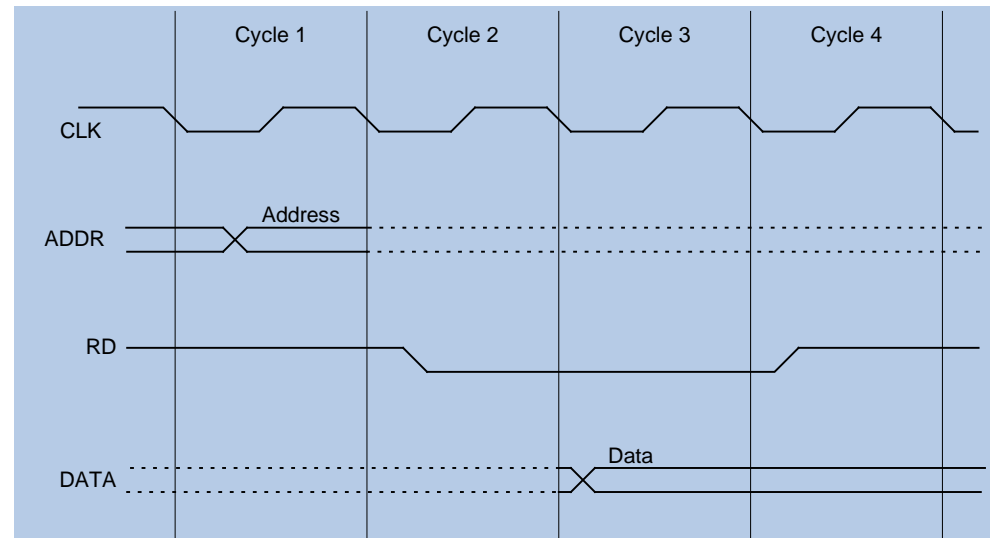 Cycle 1
Cycle 2
Cycle 3
Cycle 4
CLK
Address
ADDR
RD
Data
DATA